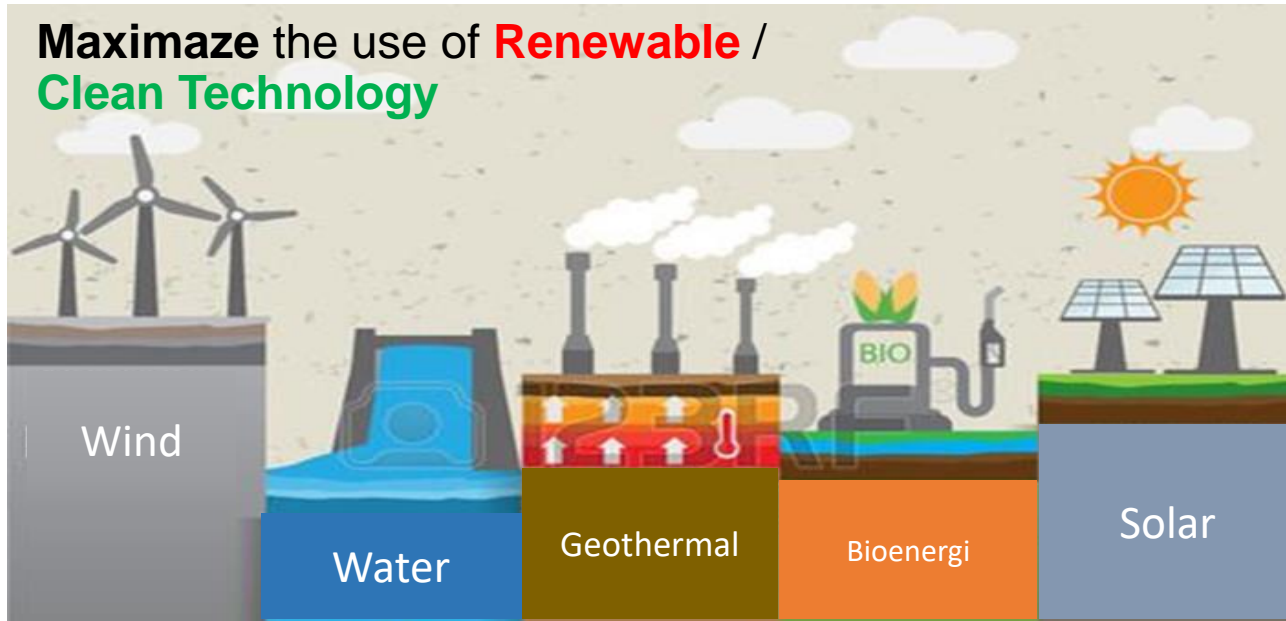 Maximaze the use of Renewable /
Clean Technology
BIO
Wind
Water
Geothermal
Bioenergi
Solar